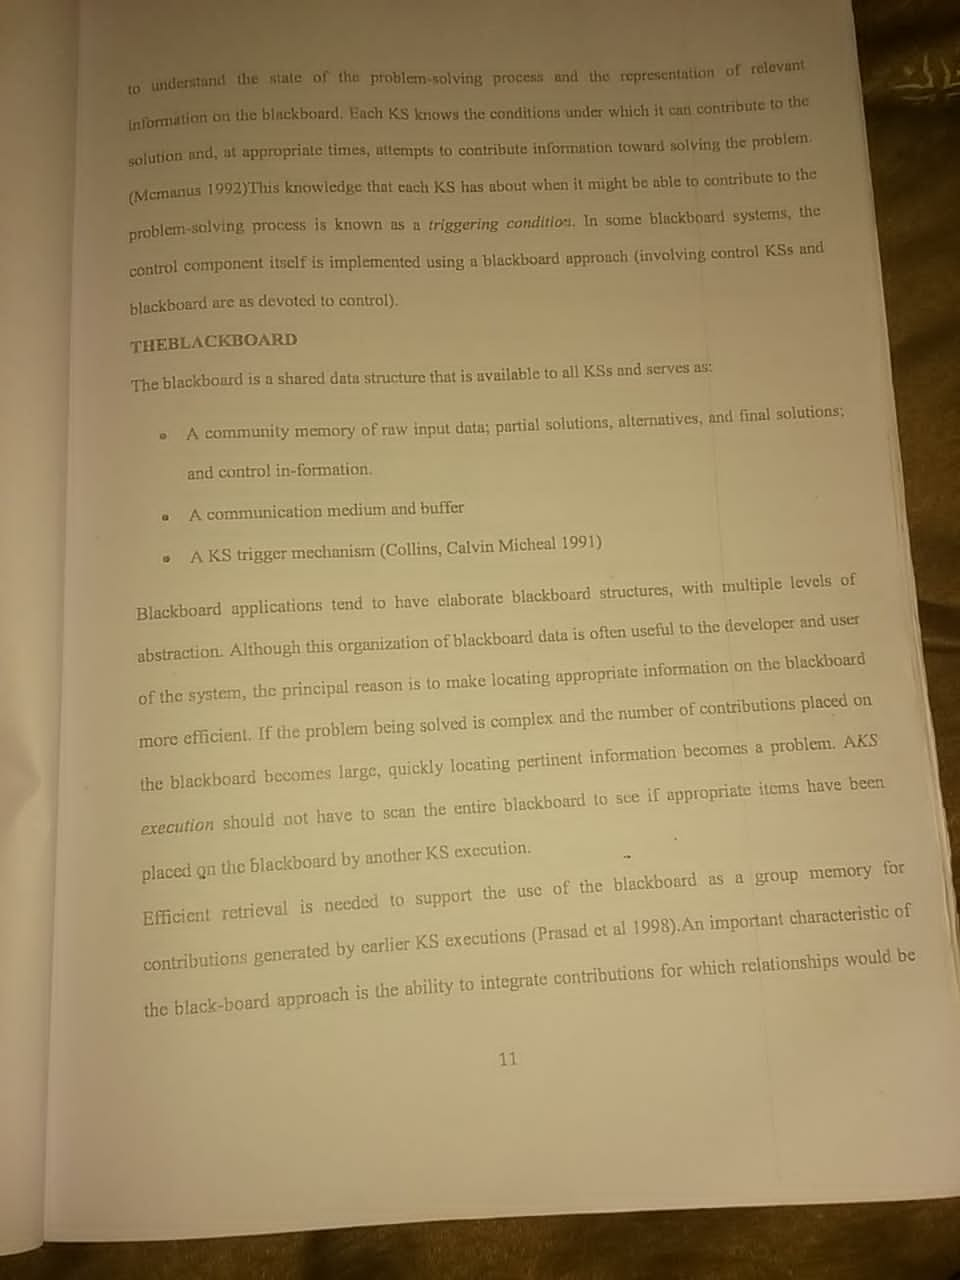 to understand the state of the problem-solving process and the representation of relevant
information on the blackboard. Each KS knows the conditions under which it can contribute to the
solution and, at appropriate times, attempts to contribute information toward solving the problem.
(Mcmanus 1992)This knowledge that each KS has about when it might be able to contribute to the
problem-solving process is known as a triggering condition. In some blackboard systems, the
control component itself is implemented using a blackboard approach (involving control KSs and
blackboard are as devoted to control).
THEBLACKBOARD
The blackboard is a shared data structure that is available to all KSs and serves as:
• A community memory of raw input data; partial solutions, alternatives, and final solutions;
and control in-formation.
• A communication medium and buffer
• A KS trigger mechanism (Collins, Calvin Micheal 1991)
Blackboard applications tend to have elaborate blackboard structures, with multiple levels of
abstraction. Although this organization of blackboard data is often useful to the developer and user
of the system, the principal reason is to make locating appropriate information on the blackboard
more efficient. If the problem being solved is complex and the number of contributions placed on
the blackboard becomes large, quickly locating pertinent information becomes a problem. AKS
execution should not have to scan the entire blackboard to see if appropriate items have been
placed on the blackboard by another KS execution.
Efficient retrieval is needed to support the use of the blackboard as a group memory for
contributions generated by earlier KS executions (Prasad et al 1998).An important characteristic of
the black-board approach is the ability to integrate contributions for which relationships would be
11